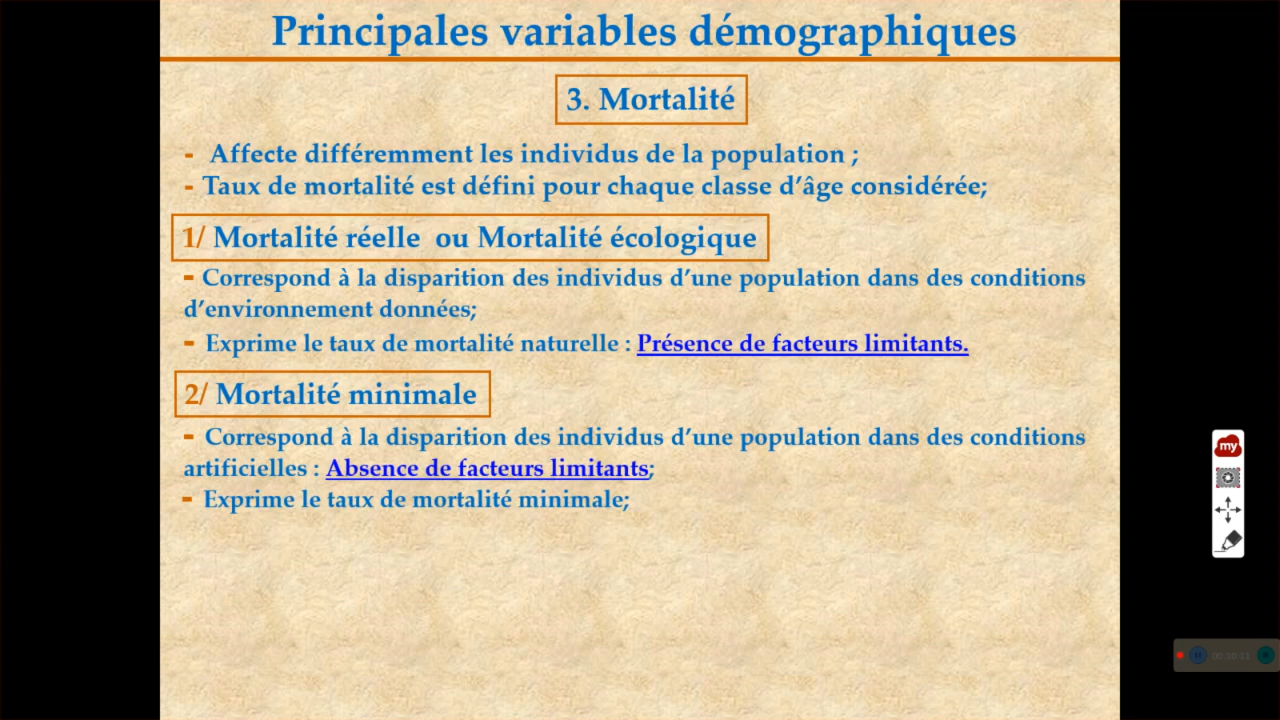 Principales variables démographiques
3. Mortalité
- Affecte différemment les individus de la population ;
- Taux de mortalité est défini pour chaque classe d'âge considérée;
1/ Mortalité réelle ou Mortalité écologique
- Correspond à la disparition des individus d'une population dans des conditions
d'environnement données;
- Exprime le taux de mortalité naturelle : Présence de facteurs limitants.
2/ Mortalité minimale
- Correspond à la disparition des individus d'une population dans des conditions
artificielles : Absence de facteurs limitants;
- Exprime le taux de mortalité minimale;
my